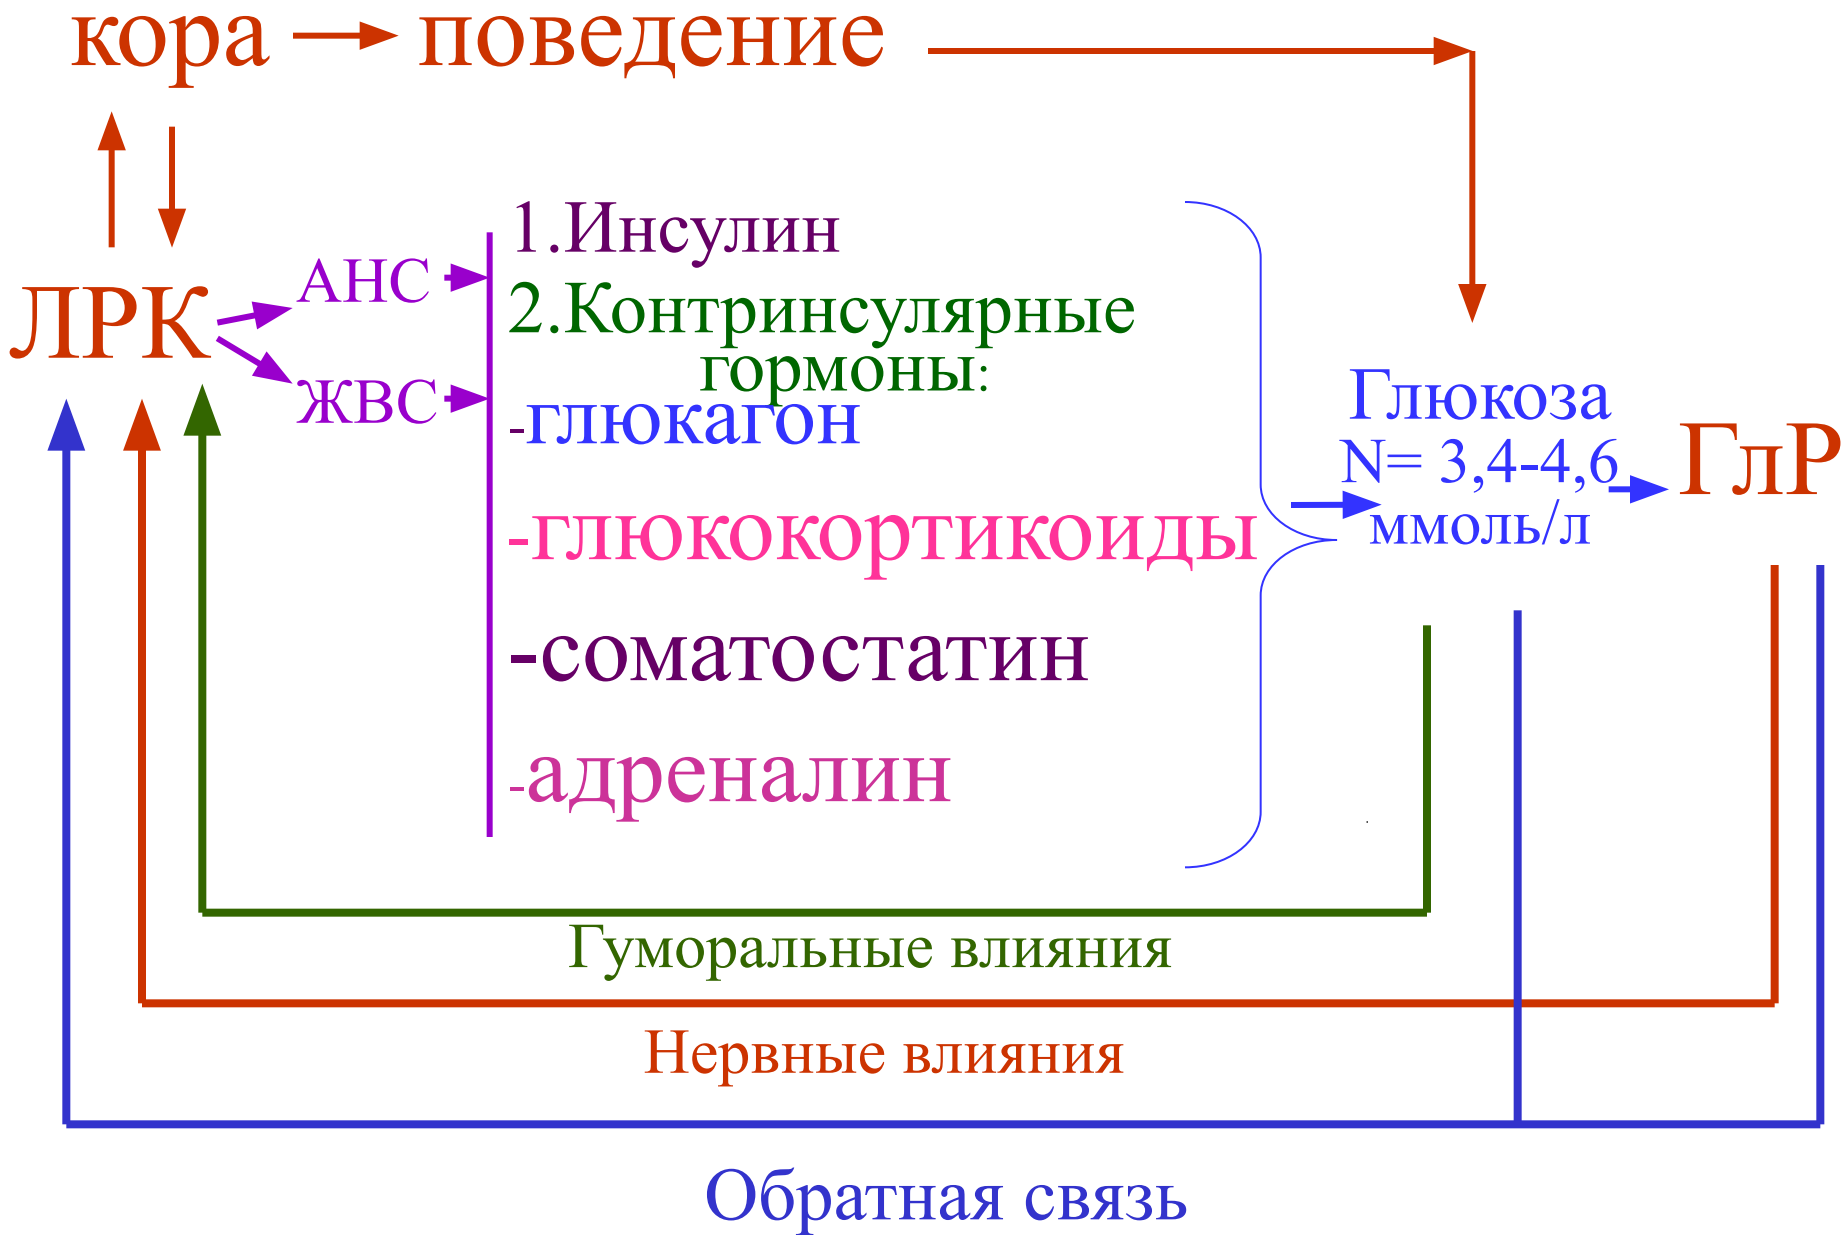 кора
поведение
1.Инсулин
АНС
2.Контринсулярные
ЛРК
гормоны:
ЖВС
-глюкагон
Глюкоза
N= 3,4-4,6
ГлР
ммоль/л
-глюкокортикоиды
-соматостатин
-адреналин
Гуморальные влияния
Нервные влияния
Обратная связь